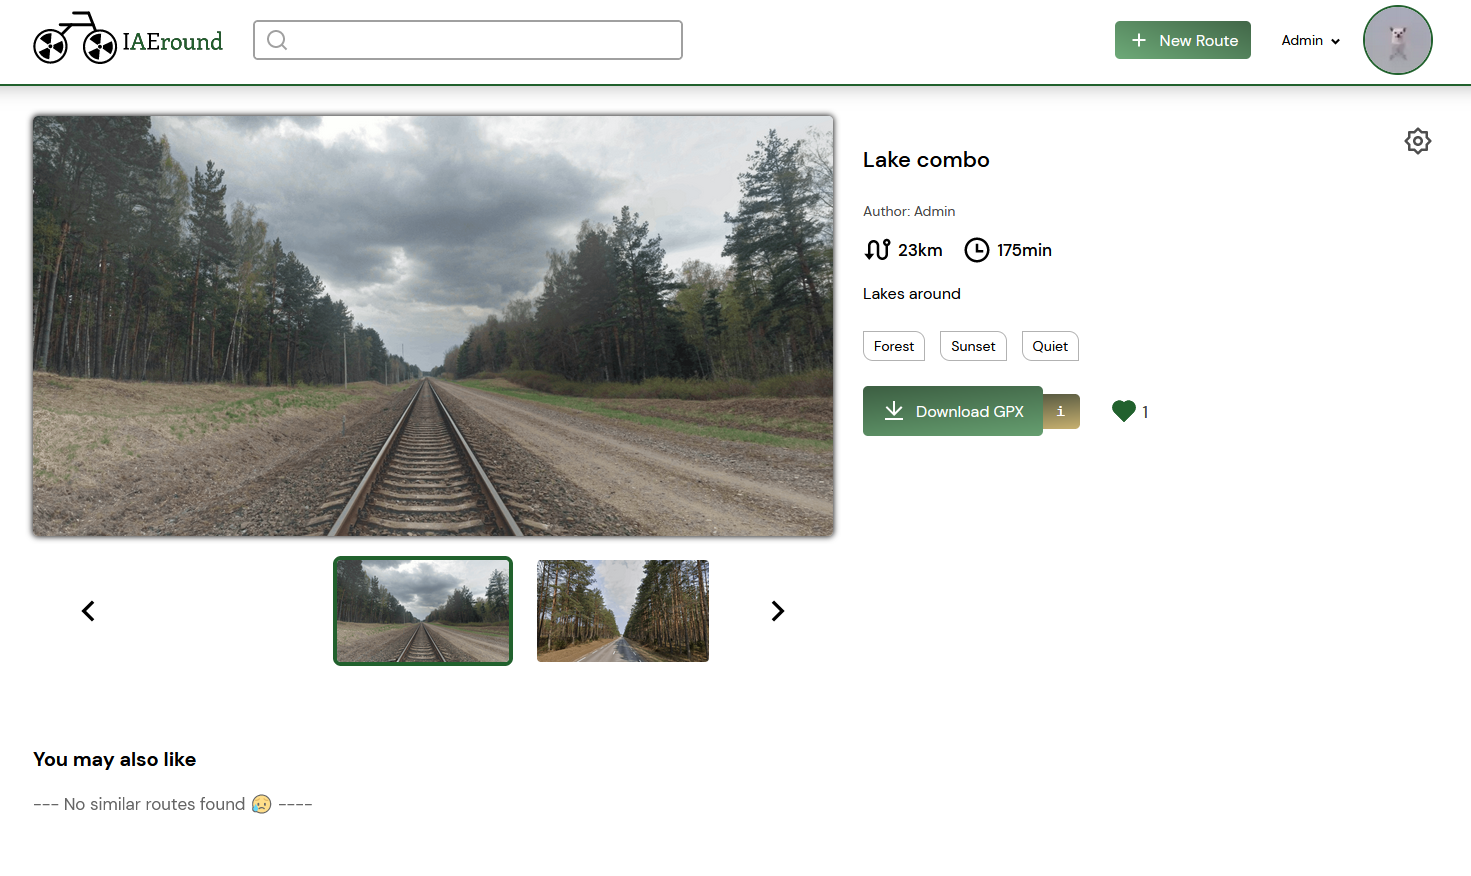 IAEround
New Route
Admin
Lake combo
Author: Admin
23km
175min
Lakes around
Forest
Sunset
Quiet
Download GPX
i
1
You may also like
--- No similar routes found 😥 ----